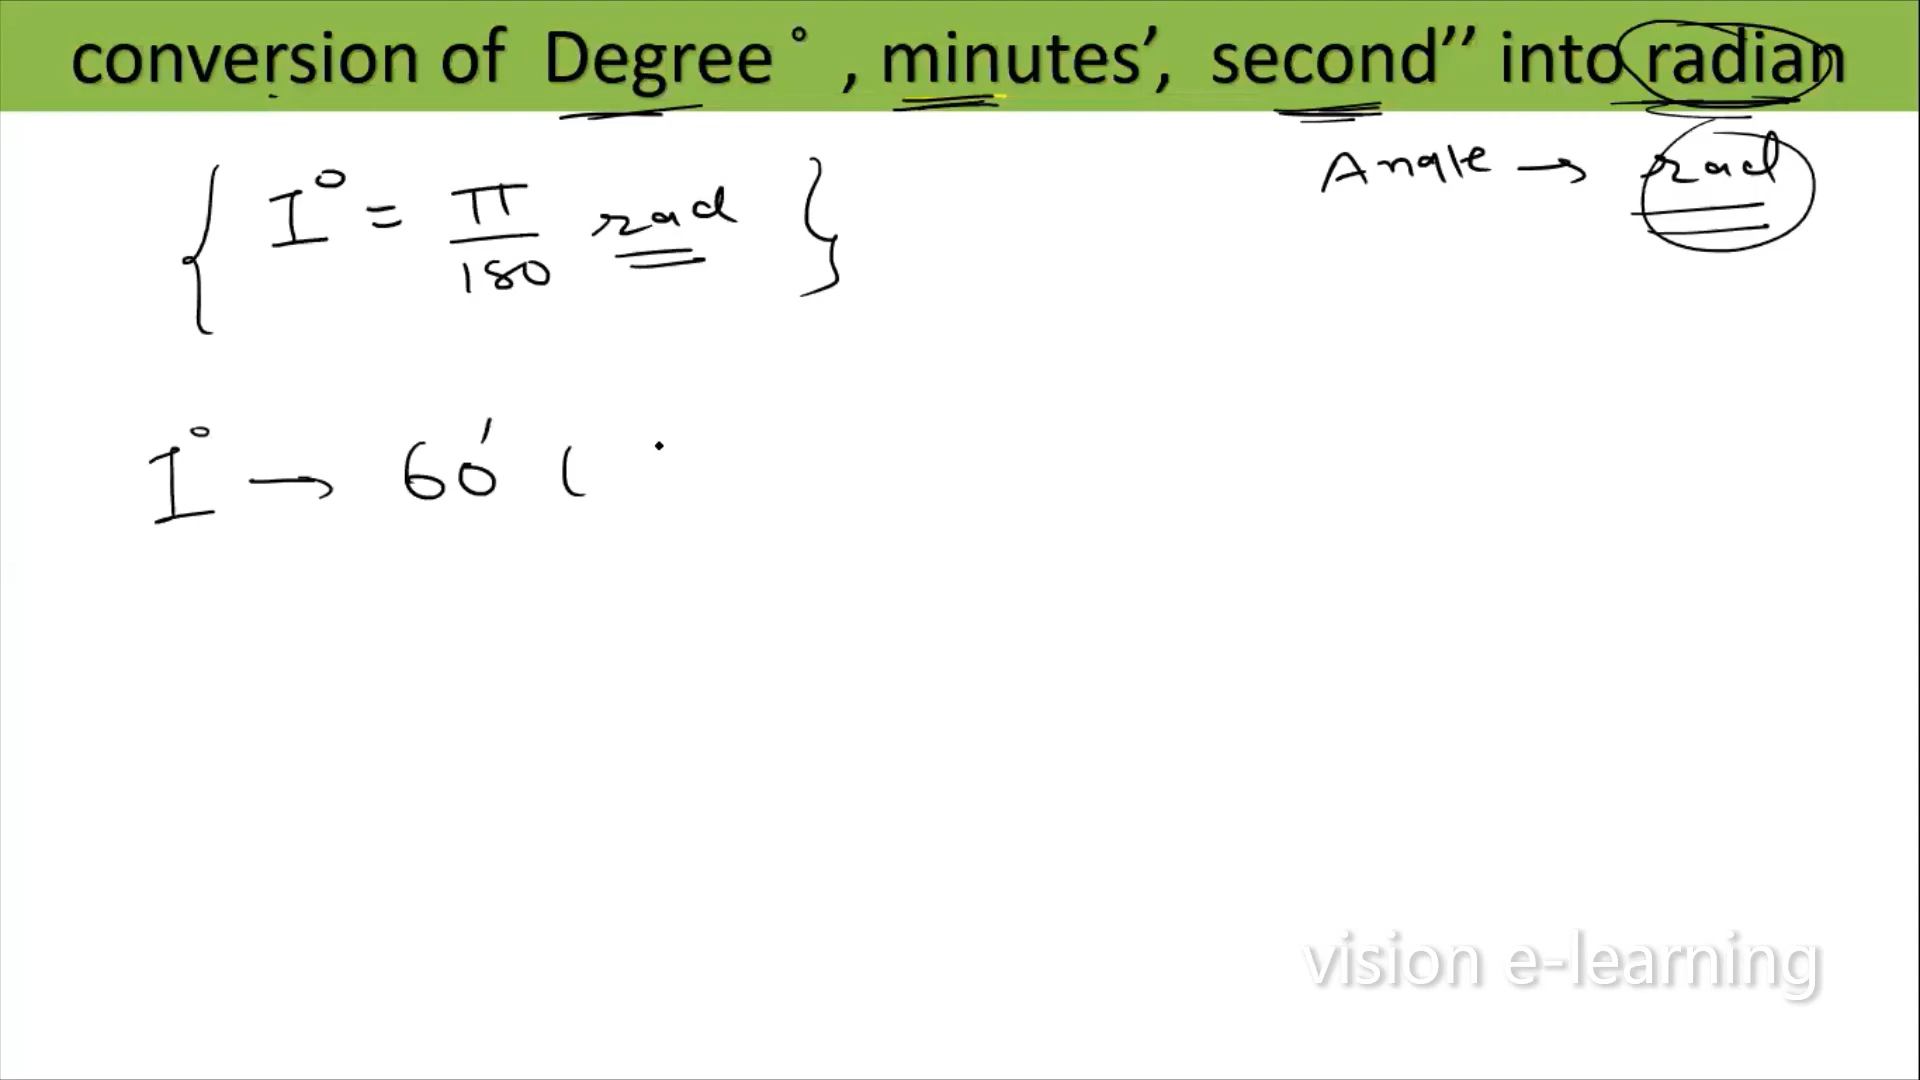 conversion of Degree° , minutes’, second’’ into radian
Angle → rad
{ 1° = π/180 rad }
1° → 60' (
vision e-learning